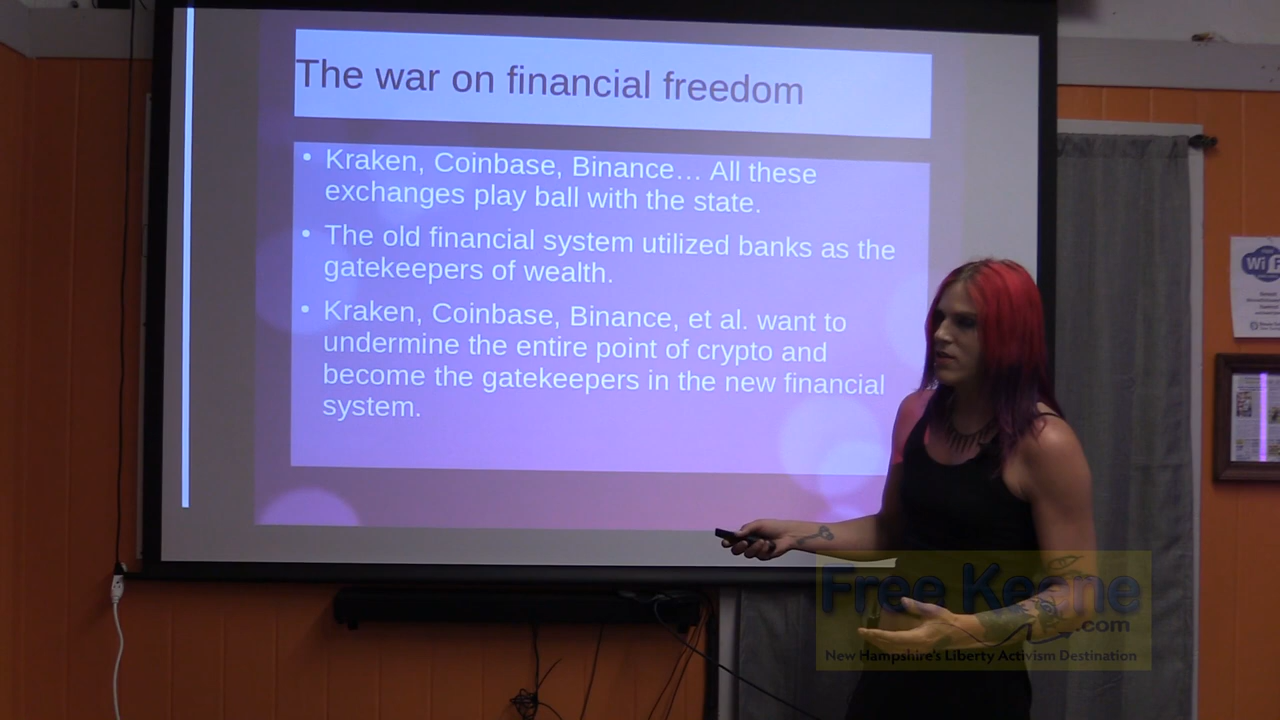 The war on financial freedom
• Kraken, Coinbase, Binance… All these
exchanges play ball with the state.
• The old financial system utilized banks as the
gatekeepers of wealth.
• Kraken, Coinbase, Binance, et al. want to
undermine the entire point of crypto and
become the gatekeepers in the new financial
system.
WiFi
Free Keene
.com
New Hampshire's Liberty Activism Destination